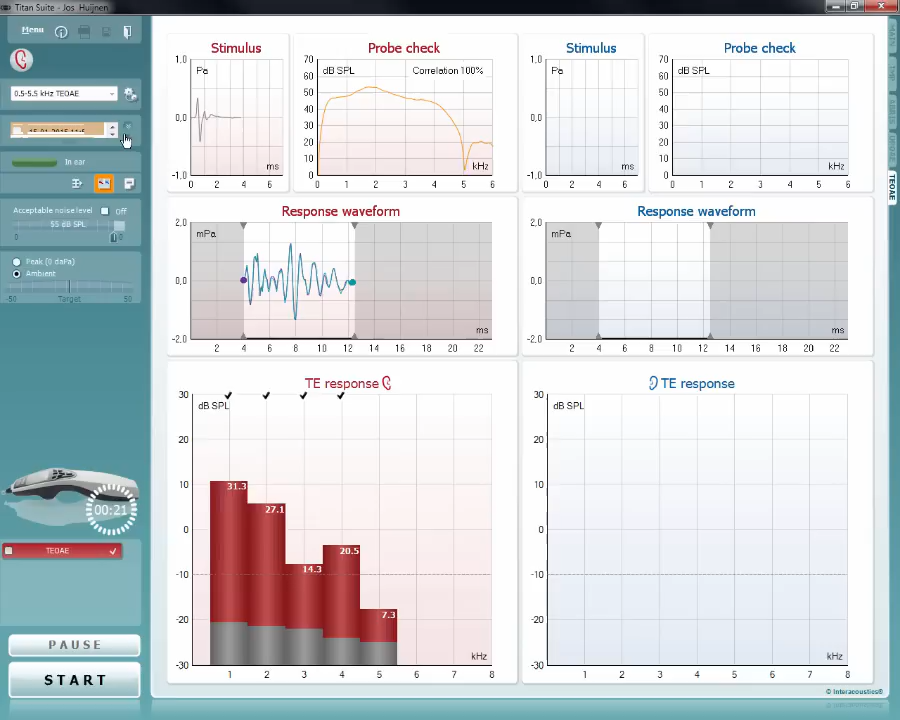 Titan Suite - Jos_Huijnen
Menu
0.5-5.5 kHz TEOAE
In ear
Acceptable noise level Off
55 dB SPL
0
Peak (0 daPa)
Ambient
-50 Target 50
00:21
TEOAE
PAUSE
START
Stimulus
1.0
Pa
0.0
-1.0
ms
0 2 4 6
Probe check
70
dB SPL
Correlation 100%
60
50
40
30
20
10
0
kHz
0 1 2 3 4 5 6
Stimulus
1.0
Pa
0.0
-1.0
ms
0 2 4 6
Probe check
70
dB SPL
60
50
40
30
20
10
0
kHz
0 1 2 3 4 5 6
Response waveform
2.0
mPa
0.0
-2.0
ms
2 4 6 8 10 12 14 16 18 20 22
Response waveform
2.0
mPa
0.0
-2.0
ms
2 4 6 8 10 12 14 16 18 20 22
TE response
30
dB SPL
20
10
0
-10
-20
-30
31.3
27.1
14.3
20.5
7.3
kHz
1 2 3 4 5 6 7 8
TE response
30
dB SPL
20
10
0
-10
-20
-30
kHz
1 2 3 4 5 6 7 8
TEOAE
© Interacoustics®